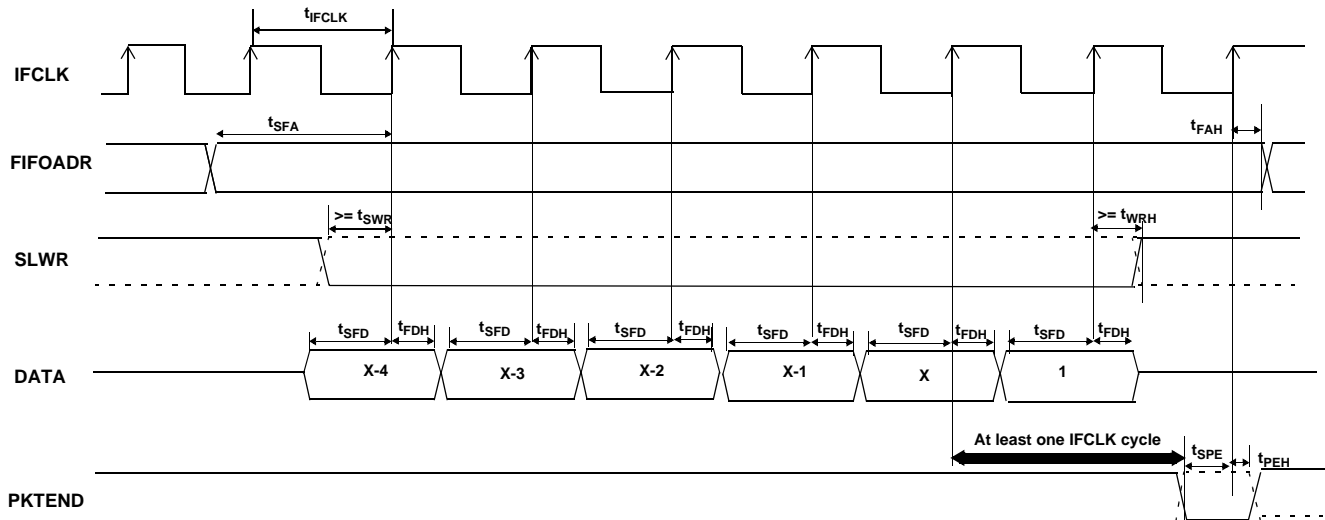 tIFCLK
IFCLK
tSFA
tFAH
FIFOADR
>= tSWR
>= tWRH
SLWR
tSFD tFDH tSFD tFDH tSFD tFDH tSFD tFDH tSFD tFDH tSFD tFDH
DATA X-4 X-3 X-2 X-1 X 1
At least one IFCLK cycle
tSPE tPEH
PKTEND